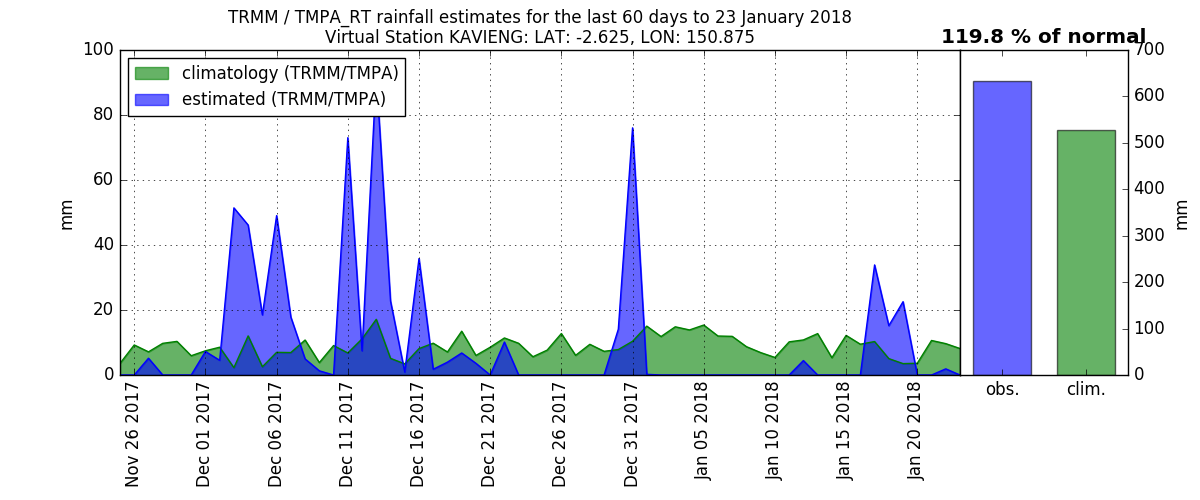 TRMM / TMPA_RT rainfall estimates for the last 60 days to 23 January 2018
Virtual Station KAVIENG: LAT: -2.625, LON: 150.875
119.8 % of normal
climatology (TRMM/TMPA)
estimated (TRMM/TMPA)
100
80
60
40
20
0
mm
Nov 26 2017
Dec 01 2017
Dec 06 2017
Dec 11 2017
Dec 16 2017
Dec 21 2017
Dec 26 2017
Dec 31 2017
Jan 05 2018
Jan 10 2018
Jan 15 2018
Jan 20 2018
700
600
500
400
300
200
100
0
mm
obs.
clim.